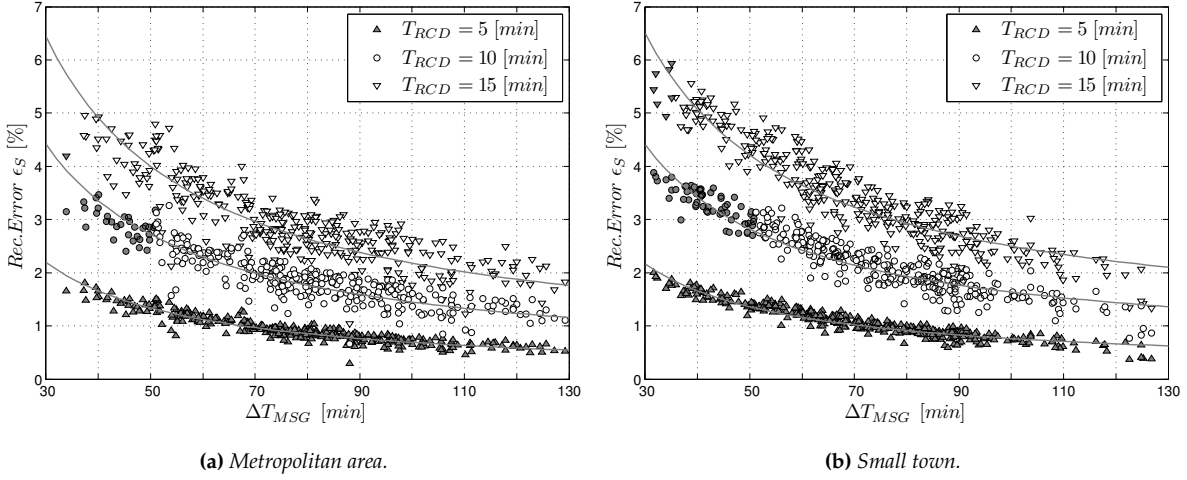 7
6
5
4
3
2
1
0
Rec.Error ϵ_S [%]
T_RCD = 5 [min]
T_RCD = 10 [min]
T_RCD = 15 [min]
30 50 70 90 110 130
ΔT_MSG [min]
(a) Metropolitan area.
7
6
5
4
3
2
1
0
Rec.Error ϵ_S [%]
T_RCD = 5 [min]
T_RCD = 10 [min]
T_RCD = 15 [min]
30 50 70 90 110 130
ΔT_MSG [min]
(b) Small town.